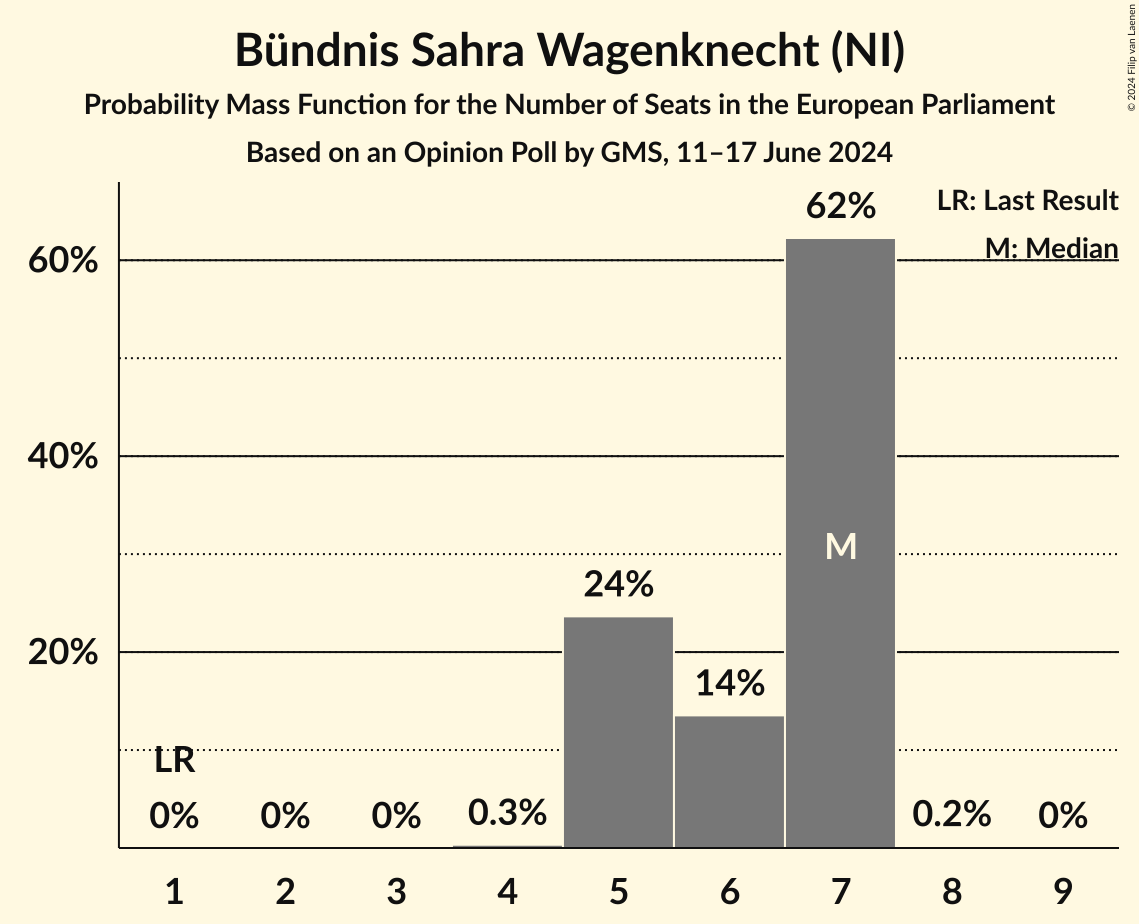 Bündnis Sahra Wagenknecht (NI)
Probability Mass Function for the Number of Seats in the European Parliament
Based on an Opinion Poll by GMS, 11–17 June 2024
© 2024 Filip van Laenen
LR: Last Result
M: Median
62%
60%
40%
M
24%
20%
14%
LR
0% 0% 0% 0.3% 0.2% 0%
1 2 3 4 5 6 7 8 9